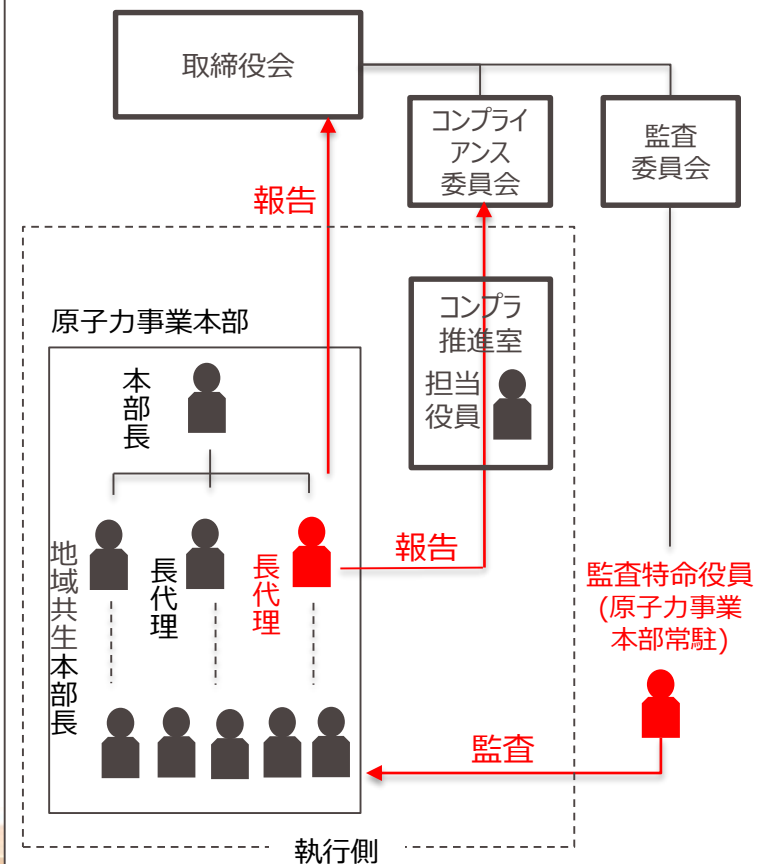 取締役会
コンプライ
アンス
委員会
監査
委員会
報告
原子力事業本部
コンプラ
推進室
担当
役員
本部長
地域共生本部長
長代理
長代理
報告
監査特命役員
(原子力事業
本部常駐)
監査
執行側